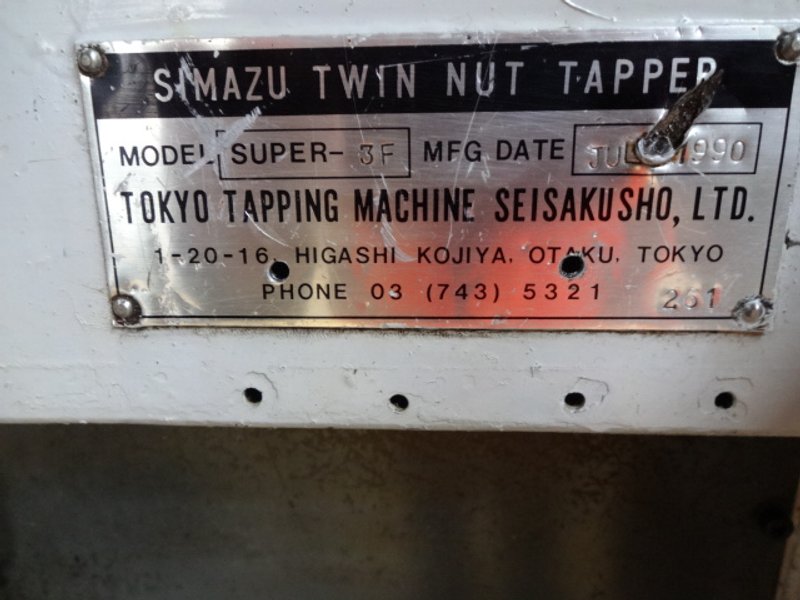 SIMAZU TWIN NUT TAPPER
MODEL SUPER- 3F MFG DATE JUL 1990
TOKYO TAPPING MACHINE SEISAKUSHO, LTD.
1-20-16, HIGASHI KOJIYA, OTAKU, TOKYO
PHONE 03 (743) 5321
261